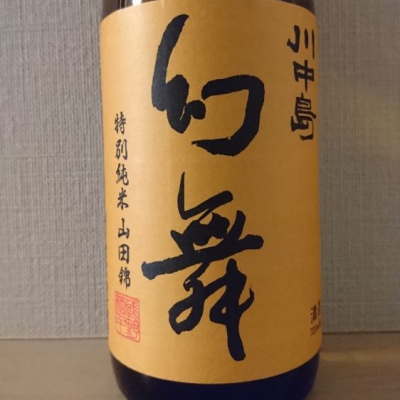 川中島
幻舞
特別純米 山田錦